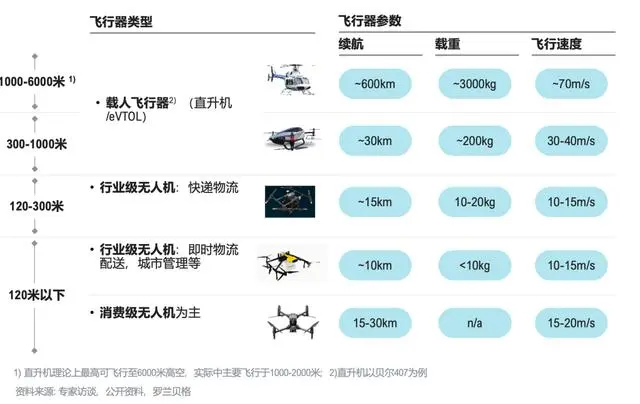 飞行器类型
飞行器参数
续航
载重
飞行速度
1000-6000米 1)
• 载人飞行器2) (直升机
/eVTOL)
~600km
~3000kg
~70m/s
300-1000米
~30km
~200kg
30-40m/s
120-300米
• 行业级无人机：快递物流
~15km
10-20kg
10-15m/s
120米以下
• 行业级无人机：即时物流
配送，城市管理等
~10km
<10kg
10-15m/s
• 消费级无人机为主
15-30km
n/a
15-20m/s
1) 直升机理论上最高可飞行至6000米高空，实际中主要飞行于1000-2000米；2)直升机以贝尔407为例
资料来源: 专家访谈，公开资料，罗兰贝格